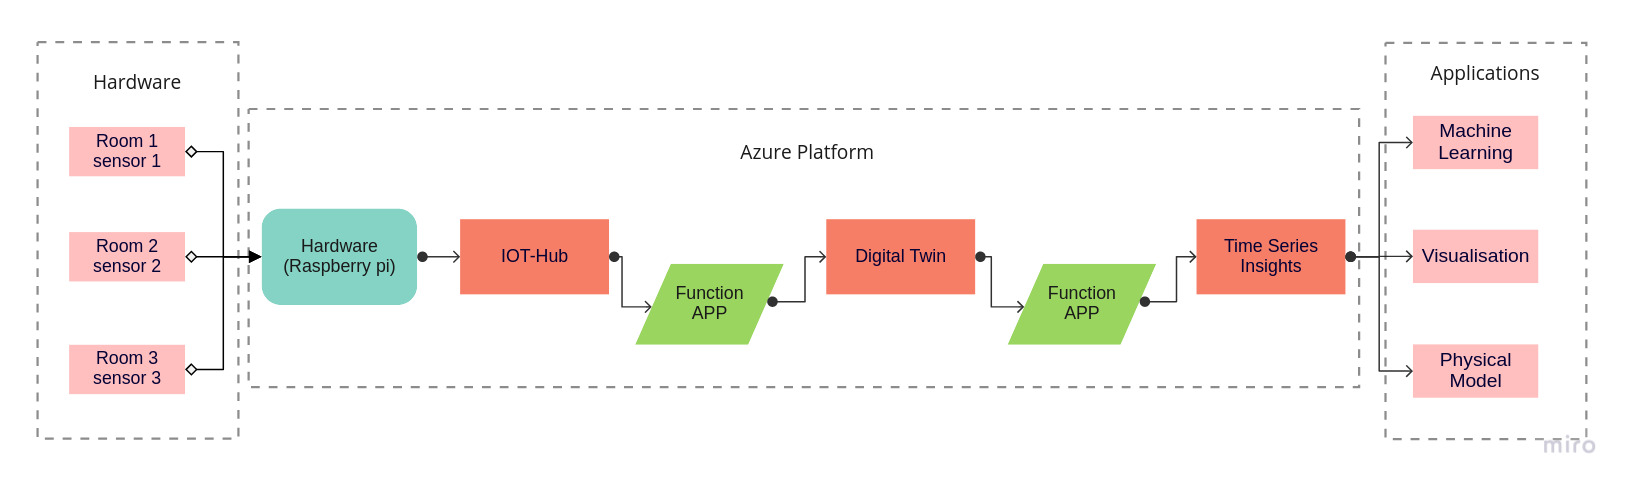 Hardware
Room 1
sensor 1
Room 2
sensor 2
Room 3
sensor 3
Azure Platform
Hardware
(Raspberry pi)
IOT-Hub
Function
APP
Digital Twin
Function
APP
Time Series
Insights
Applications
Machine
Learning
Visualisation
Physical
Model
miro